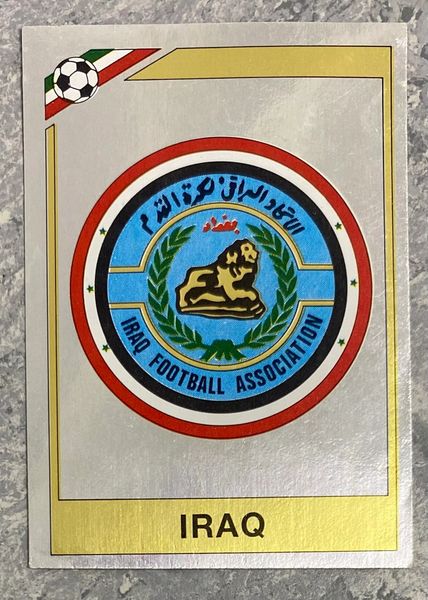 الاتحاد العراقي لكرة القدم
بغداد
IRAQ FOOTBALL ASSOCIATION
IRAQ